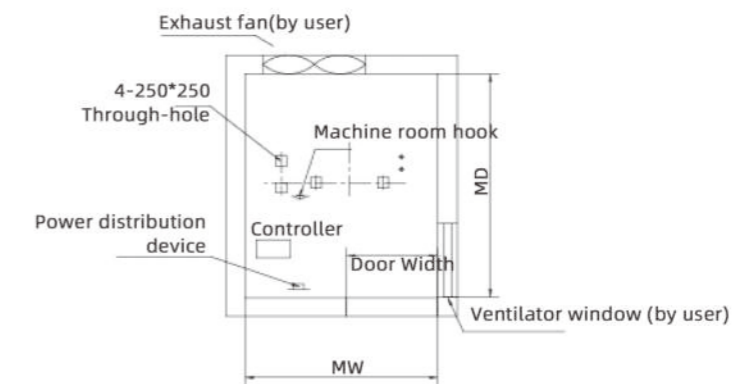 Exhaust fan(by user)
4-250*250
Through-hole
Machine room hook
MD
Power distribution
device
Controller
Door Width
Ventilator window (by user)
MW